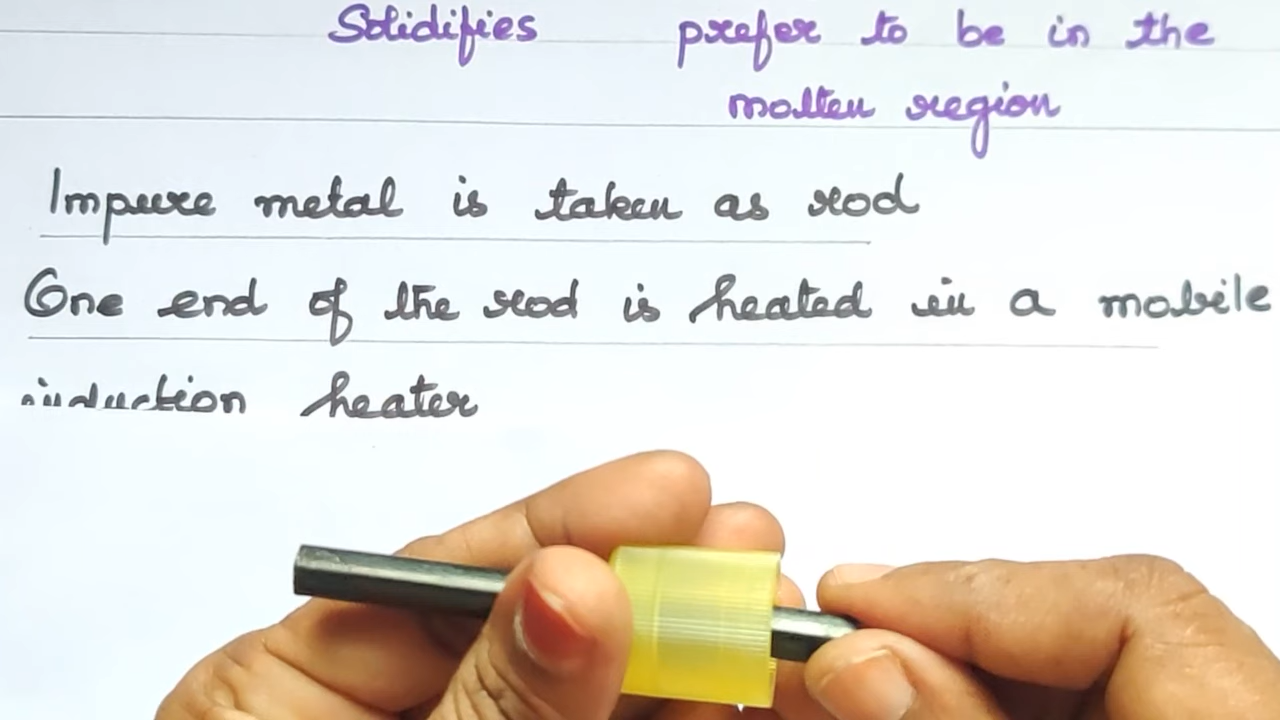 Solidifies prefer to be in the
molten region
Impure metal is taken as rod
One end of the rod is heated in a mobile
induction heater